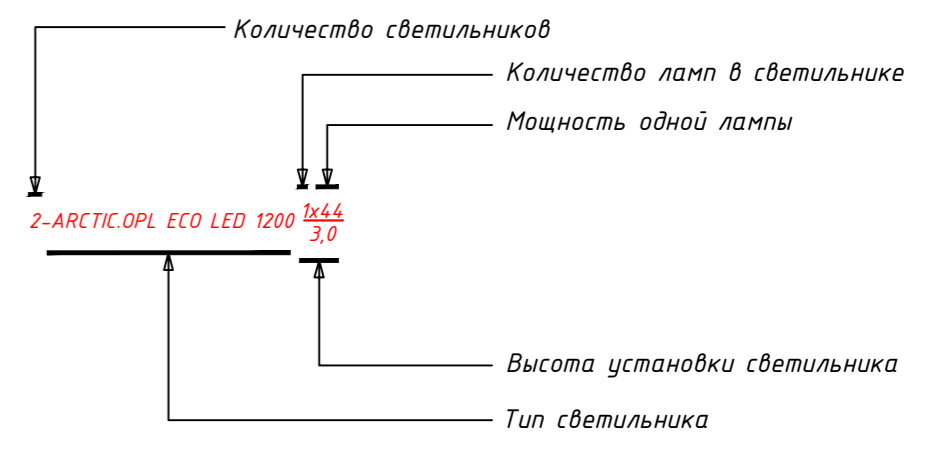 Количество светильников
Количество ламп в светильнике
Мощность одной лампы
2-ARCTIC.OPL ECO LED 1200 1x44
3,0
Высота установки светильника
Тип светильника